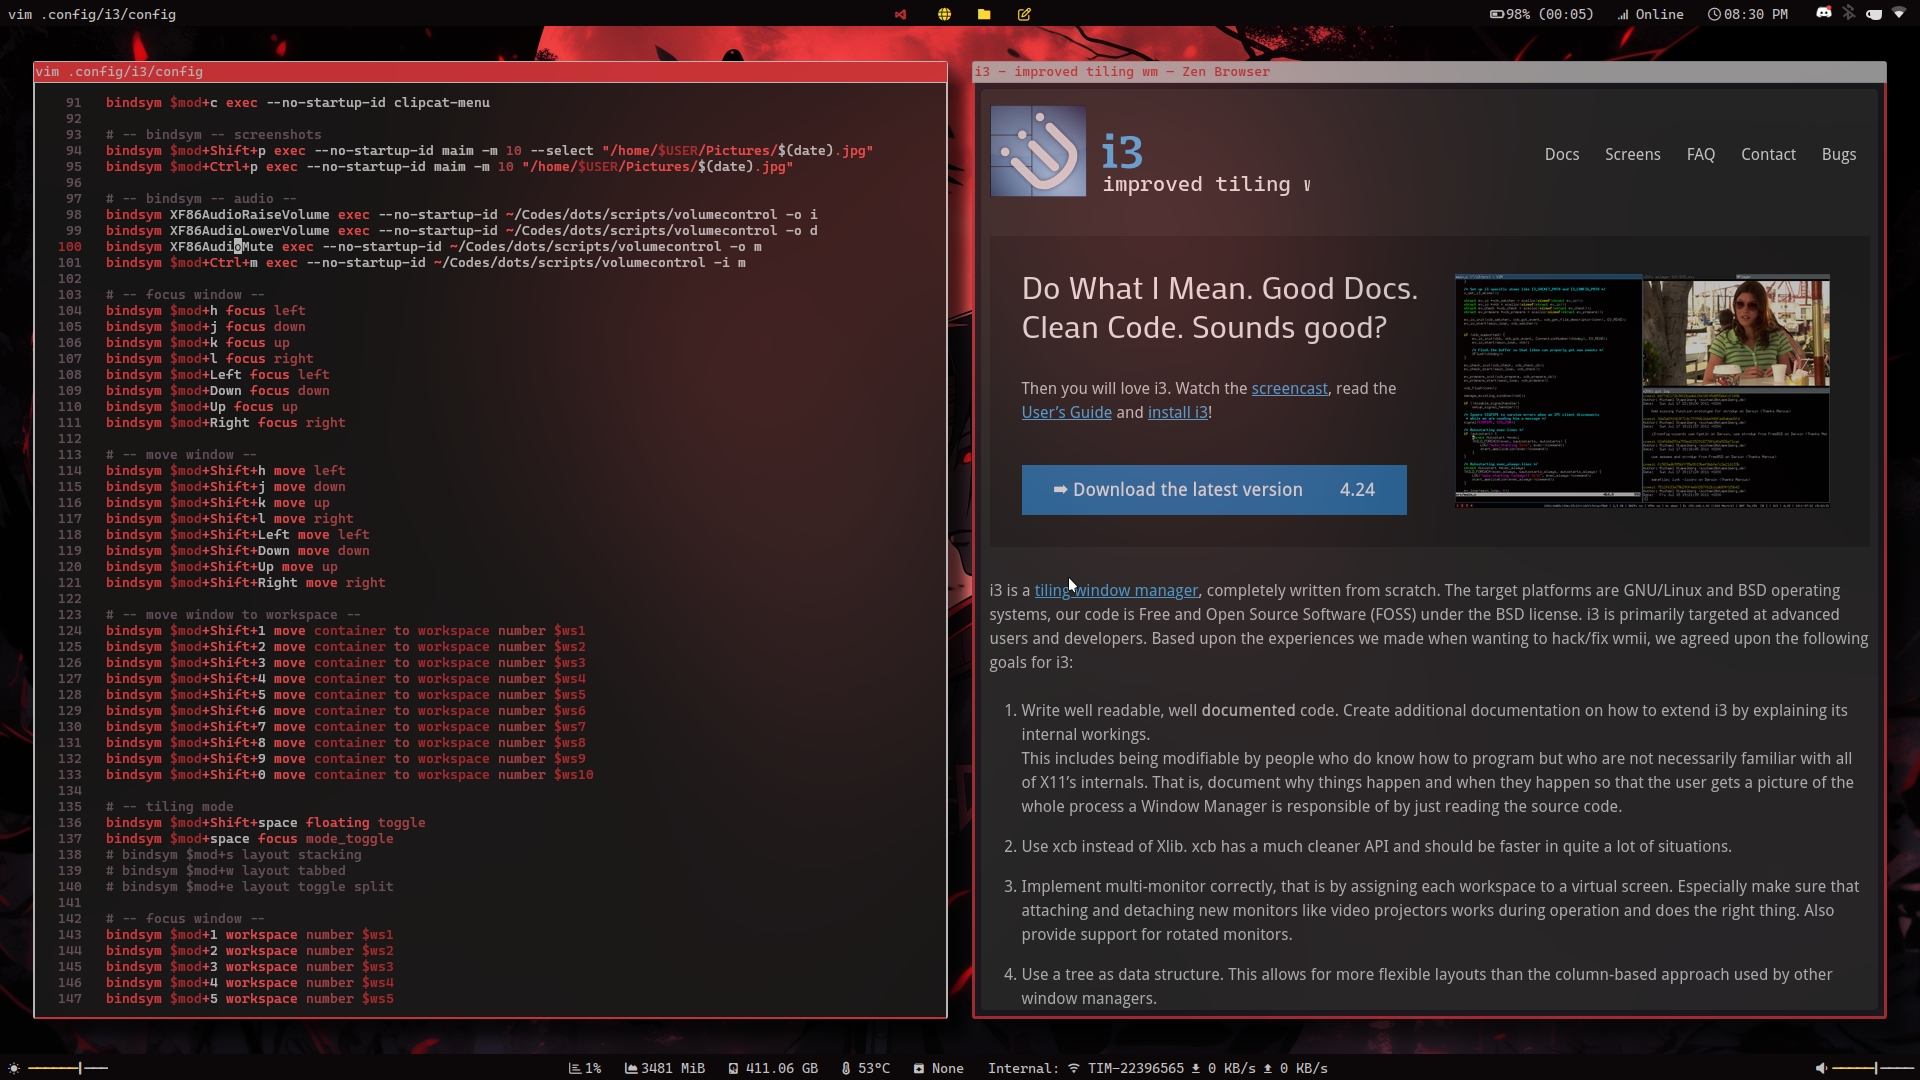 vim .config/i3/config
98% (00:05)
Online
08:30 PM
vim .config/i3/config
91 bindsym $mod+c exec --no-startup-id clipcat-menu
92
93 # -- bindsym -- screenshots
94 bindsym $mod+Shift+p exec --no-startup-id maim -m 10 --select "/home/$USER/Pictures/$(date).jpg"
95 bindsym $mod+Ctrl+p exec --no-startup-id maim -m 10 "/home/$USER/Pictures/$(date).jpg"
96
97 # -- bindsym -- audio --
98 bindsym XF86AudioRaiseVolume exec --no-startup-id ~/Codes/dots/scripts/volumecontrol -o i
99 bindsym XF86AudioLowerVolume exec --no-startup-id ~/Codes/dots/scripts/volumecontrol -o d
100 bindsym XF86AudioMute exec --no-startup-id ~/Codes/dots/scripts/volumecontrol -o m
101 bindsym $mod+Ctrl+m exec --no-startup-id ~/Codes/dots/scripts/volumecontrol -i m
102
103 # -- focus window --
104 bindsym $mod+h focus left
105 bindsym $mod+j focus down
106 bindsym $mod+k focus up
107 bindsym $mod+l focus right
108 bindsym $mod+Left focus left
109 bindsym $mod+Down focus down
110 bindsym $mod+Up focus up
111 bindsym $mod+Right focus right
112
113 # -- move window --
114 bindsym $mod+Shift+h move left
115 bindsym $mod+Shift+j move down
116 bindsym $mod+Shift+k move up
117 bindsym $mod+Shift+l move right
118 bindsym $mod+Shift+Left move left
119 bindsym $mod+Shift+Down move down
120 bindsym $mod+Shift+Up move up
121 bindsym $mod+Shift+Right move right
122
123 # -- move window to workspace --
124 bindsym $mod+Shift+1 move container to workspace number $ws1
125 bindsym $mod+Shift+2 move container to workspace number $ws2
126 bindsym $mod+Shift+3 move container to workspace number $ws3
127 bindsym $mod+Shift+4 move container to workspace number $ws4
128 bindsym $mod+Shift+5 move container to workspace number $ws5
129 bindsym $mod+Shift+6 move container to workspace number $ws6
130 bindsym $mod+Shift+7 move container to workspace number $ws7
131 bindsym $mod+Shift+8 move container to workspace number $ws8
132 bindsym $mod+Shift+9 move container to workspace number $ws9
133 bindsym $mod+Shift+0 move container to workspace number $ws10
134
135 # -- tiling mode
136 bindsym $mod+Shift+space floating toggle
137 bindsym $mod+space focus mode_toggle
138 # bindsym $mod+s layout stacking
139 # bindsym $mod+w layout tabbed
140 # bindsym $mod+e layout toggle split
141
142 # -- focus window --
143 bindsym $mod+1 workspace number $ws1
144 bindsym $mod+2 workspace number $ws2
145 bindsym $mod+3 workspace number $ws3
146 bindsym $mod+4 workspace number $ws4
147 bindsym $mod+5 workspace number $ws5
i3 - improved tiling wm — Zen Browser
i3
improved tiling
Docs Screens FAQ Contact Bugs
Do What I Mean. Good Docs.
Clean Code. Sounds good?
Then you will love i3. Watch the screencast, read the
User's Guide and install i3!
➡ Download the latest version 4.24
i3 is a tiling window manager, completely written from scratch. The target platforms are GNU/Linux and BSD operating
systems, our code is Free and Open Source Software (FOSS) under the BSD license. i3 is primarily targeted at advanced
users and developers. Based upon the experiences we made when wanting to hack/fix wmii, we agreed upon the following
goals for i3:
1. Write well readable, well documented code. Create additional documentation on how to extend i3 by explaining its
internal workings.
This includes being modifiable by people who do know how to program but who are not necessarily familiar with all
of X11's internals. That is, document why things happen and when they happen so that the user gets a picture of the
whole process a Window Manager is responsible of by just reading the source code.
2. Use xcb instead of Xlib. xcb has a much cleaner API and should be faster in quite a lot of situations.
3. Implement multi-monitor correctly, that is by assigning each workspace to a virtual screen. Especially make sure that
attaching and detaching new monitors like video projectors works during operation and does the right thing. Also
provide support for rotated monitors.
4. Use a tree as data structure. This allows for more flexible layouts than the column-based approach used by other
window managers.
1% 3481 MiB 411.06 GB 53°C None Internal: TIM-22396565 0 KB/s 0 KB/s